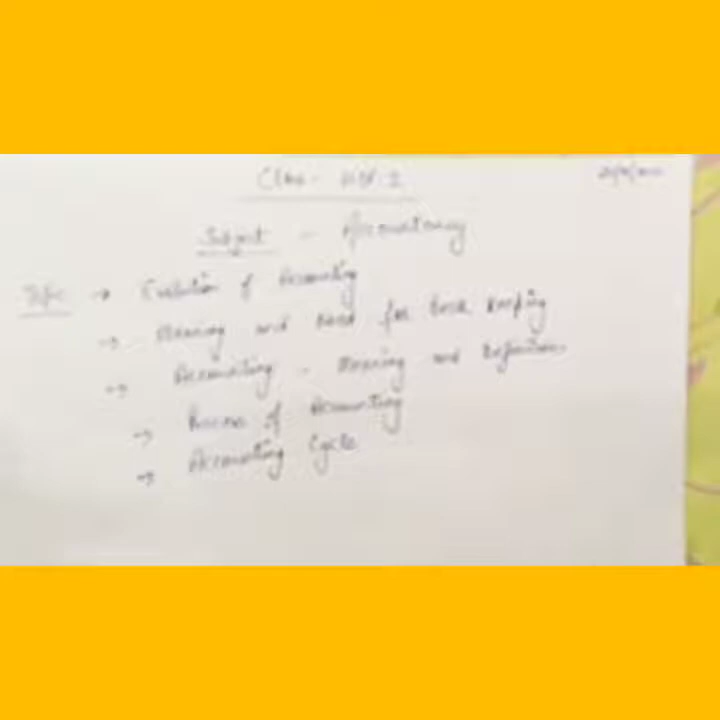 Class -
Subject - Accountancy
Topic → Evolution of Accounting
→ Meaning and Need for Book Keeping
→ Accounting - Meaning and Definition
→ Process of Accounting
→ Accounting Cycle